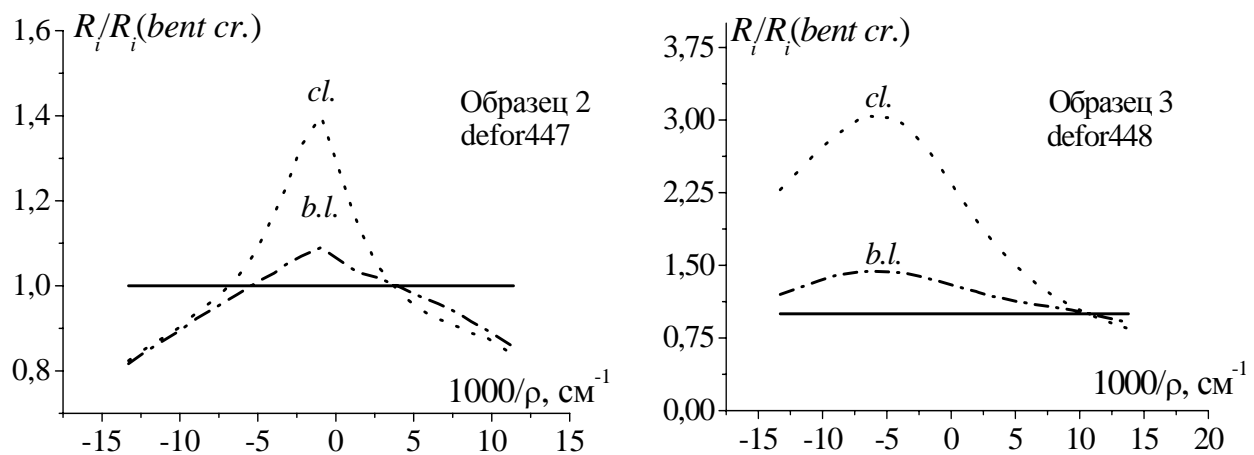 R_i/R_i(bent cr.)
1,6
1,4
1,2
1,0
0,8
cl.
b.l.
Образец 2
defor447
1000/ρ, см⁻¹
-15 -10 -5 0 5 10 15
R_i/R_i(bent cr.)
3,75
3,00
2,25
1,50
0,75
0,00
cl.
b.l.
Образец 3
defor448
1000/ρ, см⁻¹
-15 -10 -5 0 5 10 15 20